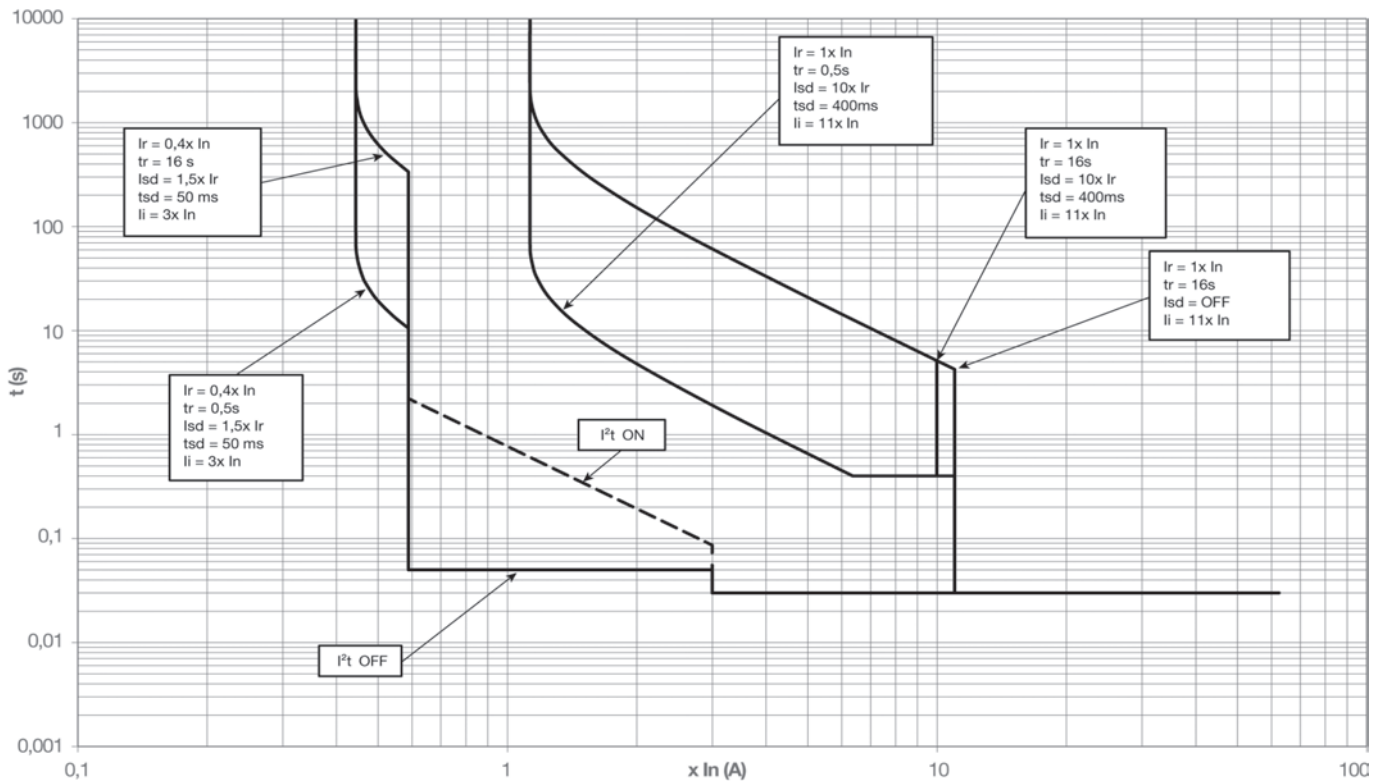 10000
1000
100
10
1
0,1
0,01
0,001
t (s)
0,1
1
10
100
x In (A)
Ir = 0,4x In
tr = 16 s
Isd = 1,5x Ir
tsd = 50 ms
Ii = 3x In
Ir = 1x In
tr = 0,5s
Isd = 10x Ir
tsd = 400ms
Ii = 11x In
Ir = 1x In
tr = 16s
Isd = 10x Ir
tsd = 400ms
Ii = 11x In
Ir = 1x In
tr = 16s
Isd = OFF
Ii = 11x In
Ir = 0,4x In
tr = 0,5s
Isd = 1,5x Ir
tsd = 50 ms
Ii = 3x In
I²t ON
I²t OFF